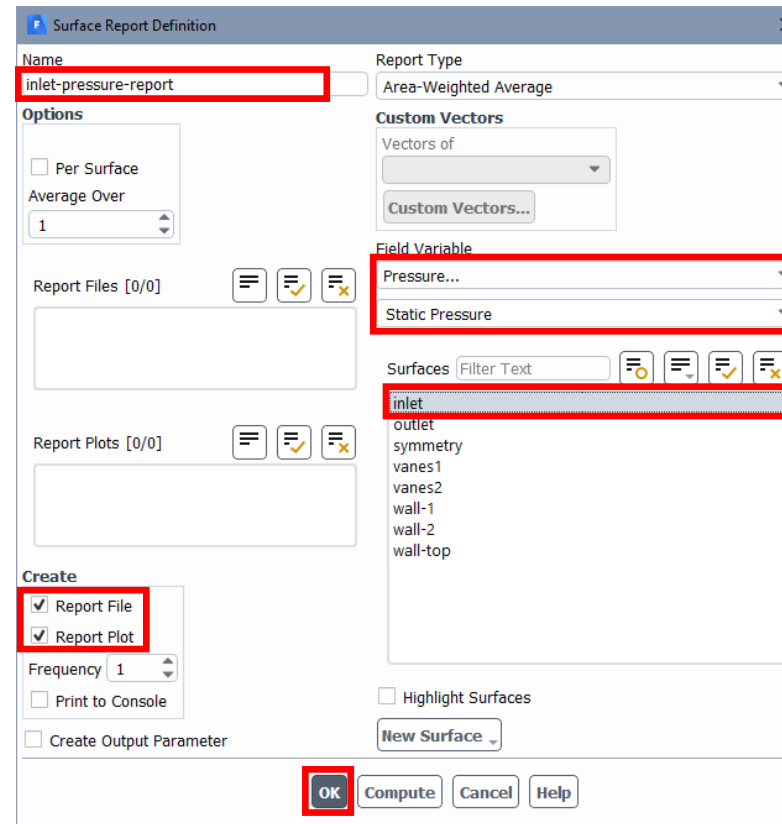 F Surface Report Definition
Name
inlet-pressure-report
Options
Per Surface
Average Over
1
Report Files [0/0]
Report Plots [0/0]
Create
Report File
Report Plot
Frequency 1
Print to Console
Create Output Parameter
Report Type
Area-Weighted Average
Custom Vectors
Vectors of
Custom Vectors...
Field Variable
Pressure...
Static Pressure
Surfaces Filter Text
inlet
outlet
symmetry
vanes1
vanes2
wall-1
wall-2
wall-top
Highlight Surfaces
New Surface
OK Compute Cancel Help